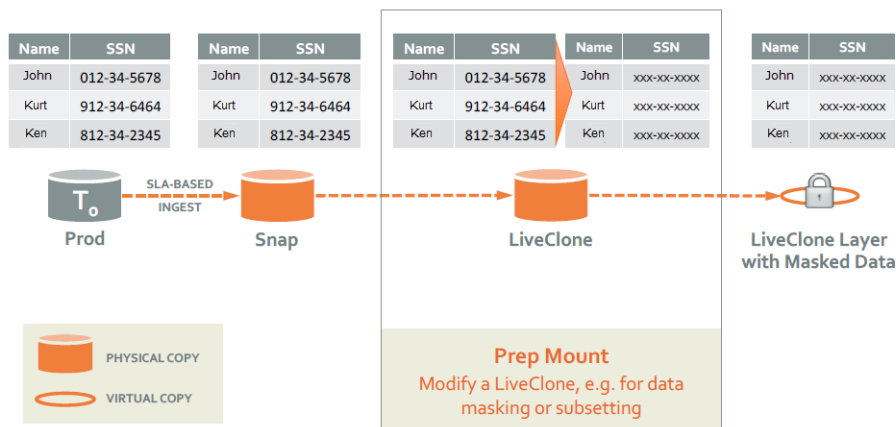 Name SSN
John 012-34-5678
Kurt 912-34-6464
Ken 812-34-2345
Name SSN
John 012-34-5678
Kurt 912-34-6464
Ken 812-34-2345
Name SSN
John 012-34-5678
Kurt 912-34-6464
Ken 812-34-2345
Name SSN
John xxx-xx-xxxx
Kurt xxx-xx-xxxx
Ken xxx-xx-xxxx
Name SSN
John xxx-xx-xxxx
Kurt xxx-xx-xxxx
Ken xxx-xx-xxxx
To
SLA-BASED
INGEST
Prod
Snap
LiveClone
LiveClone Layer
with Masked Data
PHYSICAL COPY
VIRTUAL COPY
Prep Mount
Modify a LiveClone, e.g. for data
masking or subsetting